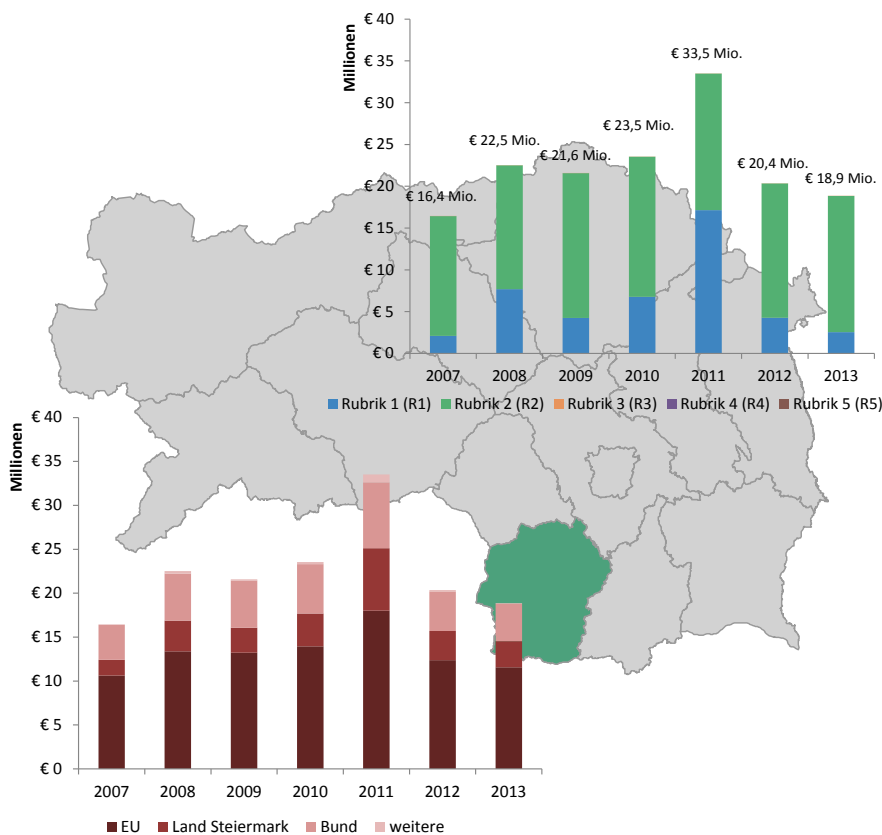 Millionen
€ 40
€ 35
€ 30
€ 25
€ 20
€ 15
€ 10
€ 5
€ 0
€ 16,4 Mio.
€ 22,5 Mio.
€ 21,6 Mio.
€ 23,5 Mio.
€ 33,5 Mio.
€ 20,4 Mio.
€ 18,9 Mio.
2007 2008 2009 2010 2011 2012 2013
Rubrik 1 (R1) Rubrik 2 (R2) Rubrik 3 (R3) Rubrik 4 (R4) Rubrik 5 (R5)
Millionen
€ 40
€ 35
€ 30
€ 25
€ 20
€ 15
€ 10
€ 5
€ 0
2007 2008 2009 2010 2011 2012 2013
EU Land Steiermark Bund weitere